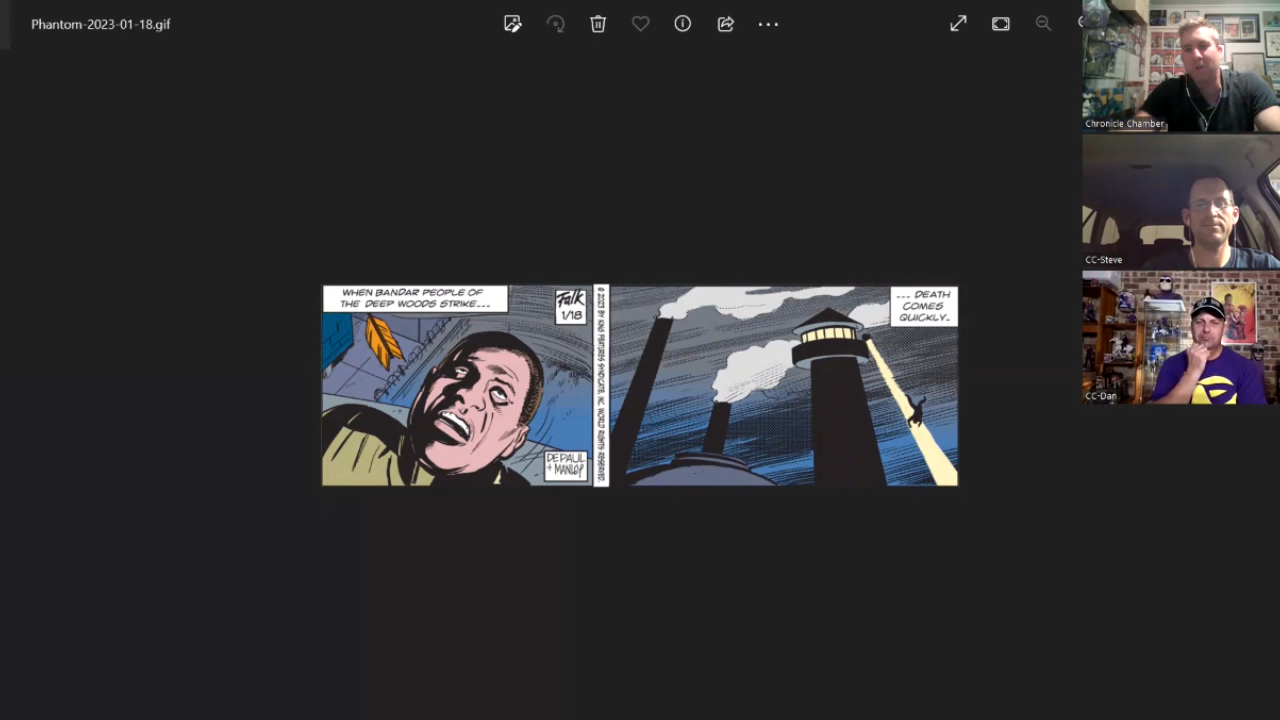 Phantom-2023-01-18.gif
WHEN BANDAR PEOPLE OF
THE DEEP WOODS STRIKE...
Falk
1/18
© 2023 BY KING FEATURES SYNDICATE, INC. WORLD RIGHTS RESERVED.
DEPAUL
+ MANLEY
... DEATH
COMES
QUICKLY.
Chronicle Chamber
CC-Steve
CC-Dan